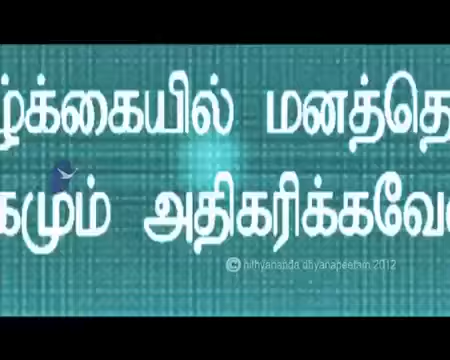 ழ்க்கையில் மனத்தெ
கமும் அதிகரிக்கவே
© nithyananda dhyanapeetam 2012